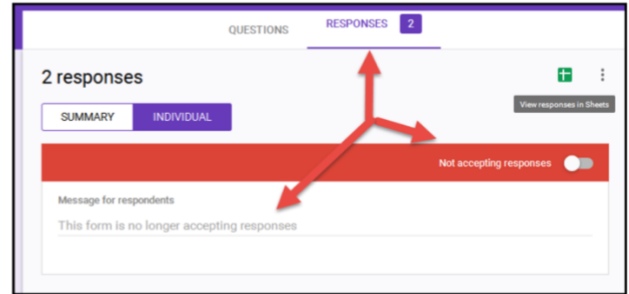 QUESTIONS RESPONSES 2
2 responses
View responses in Sheets
SUMMARY INDIVIDUAL
Not accepting responses
Message for respondents
This form is no longer accepting responses